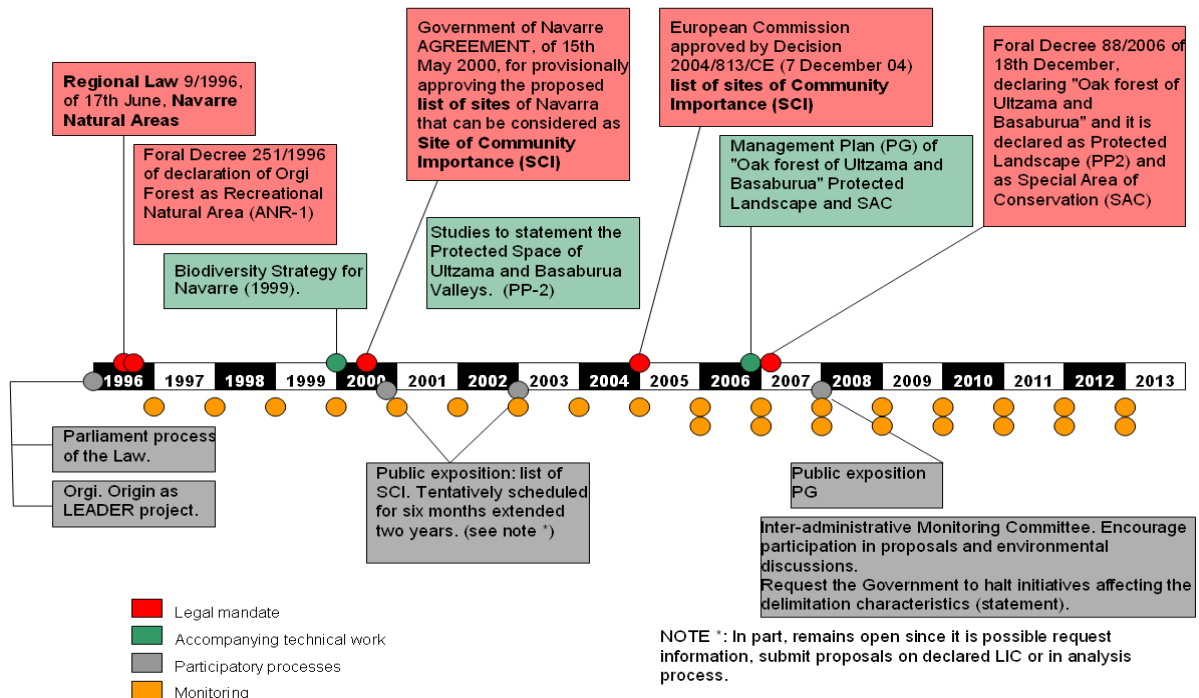 Regional Law 9/1996,
of 17th June, Navarre
Natural Areas
Foral Decree 251/1996
of declaration of Orgi
Forest as Recreational
Natural Area (ANR-1)
Biodiversity Strategy for
Navarre (1999).
Government of Navarre
AGREEMENT, of 15th
May 2000, for provisionally
approving the proposed
list of sites of Navarra
that can be considered as
Site of Community
Importance (SCI)
Studies to statement the
Protected Space of
Ultzama and Basaburua
Valleys. (PP-2)
European Commission
approved by Decision
2004/813/CE (7 December 04)
list of sites of Community
Importance (SCI)
Management Plan (PG) of
"Oak forest of Ultzama and
Basaburua" Protected
Landscape and SAC
Foral Decree 88/2006 of
18th December,
declaring "Oak forest of
Ultzama and
Basaburua" and it is
declared as Protected
Landscape (PP2) and
as Special Area of
Conservation (SAC)
1996 1997 1998 1999 2000 2001 2002 2003 2004 2005 2006 2007 2008 2009 2010 2011 2012 2013
Parliament process
of the Law.
Orgi. Origin as
LEADER project.
Public exposition: list of
SCI. Tentatively scheduled
for six months extended
two years. (see note *)
Public exposition
PG
Inter-administrative Monitoring Committee. Encourage
participation in proposals and environmental
discussions.
Request the Government to halt initiatives affecting the
delimitation characteristics (statement).
Legal mandate
Accompanying technical work
Participatory processes
Monitoring
NOTE *: In part, remains open since it is possible request
information, submit proposals on declared LIC or in analysis
process.